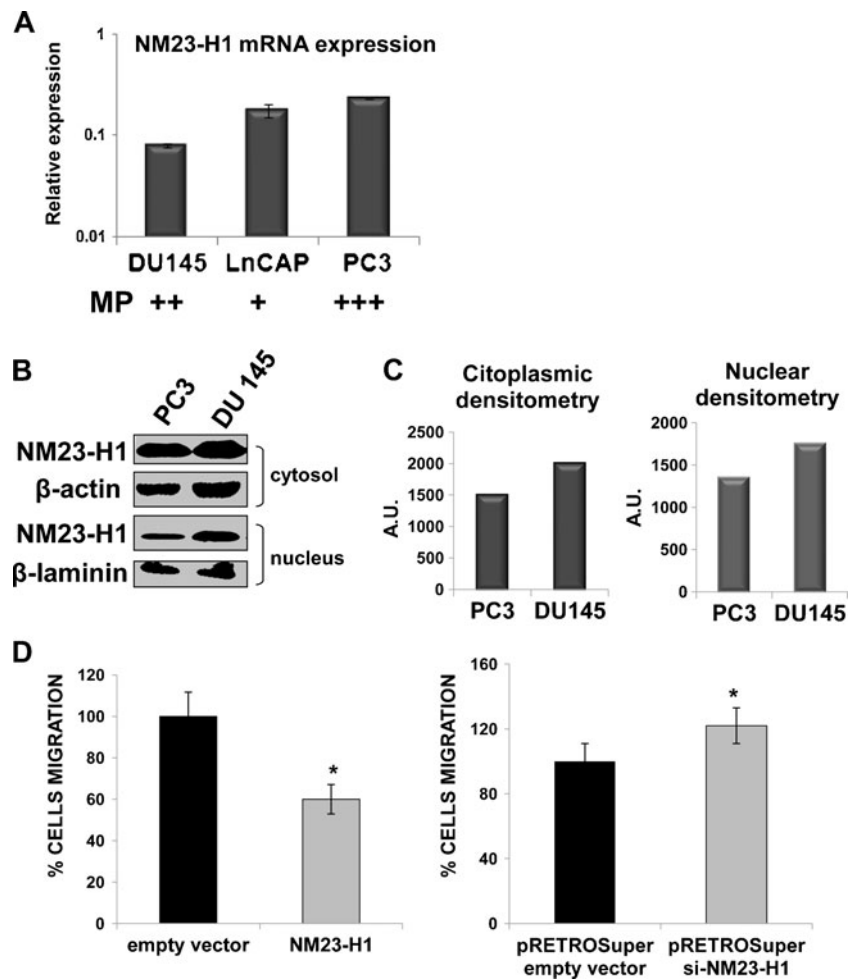 A
NM23-H1 mRNA expression
Relative expression
1
0.1
0.01
DU145 LnCAP PC3
MP ++ + +++
B
PC3 DU 145
NM23-H1
β-actin
cytosol
NM23-H1
β-laminin
nucleus
C
Citoplasmic
densitometry
A.U.
2500
2000
1500
1000
500
0
PC3 DU145
Nuclear
densitometry
A.U.
2000
1500
1000
500
0
PC3 DU145
D
% CELLS MIGRATION
120
100
80
60
40
20
0
*
empty vector NM23-H1
% CELLS MIGRATION
160
120
80
40
0
*
pRETROSuper pRETROSuper
empty vector si-NM23-H1